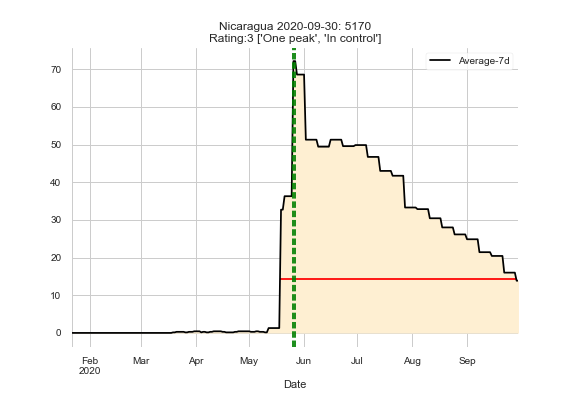 Nicaragua 2020-09-30: 5170
Rating:3 ['One peak', 'In control']
Average-7d
70
60
50
40
30
20
10
0
Feb Mar Apr May Jun Jul Aug Sep
2020
Date